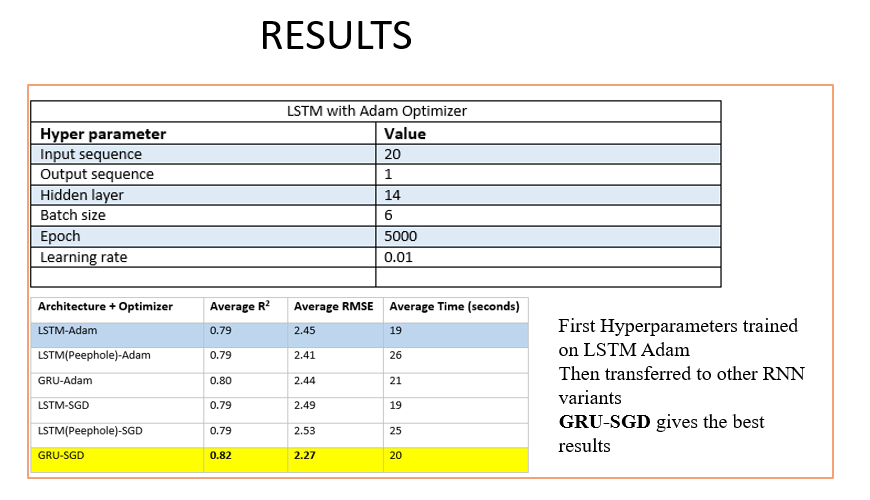 RESULTS
LSTM with Adam Optimizer
Hyper parameter Value
Input sequence 20
Output sequence 1
Hidden layer 14
Batch size 6
Epoch 5000
Learning rate 0.01
Architecture + Optimizer Average R² Average RMSE Average Time (seconds)
LSTM-Adam 0.79 2.45 19
LSTM(Peephole)-Adam 0.79 2.41 26
GRU-Adam 0.80 2.44 21
LSTM-SGD 0.79 2.49 19
LSTM(Peephole)-SGD 0.79 2.53 25
GRU-SGD 0.82 2.27 20
First Hyperparameters trained
on LSTM Adam
Then transferred to other RNN
variants
GRU-SGD gives the best
results